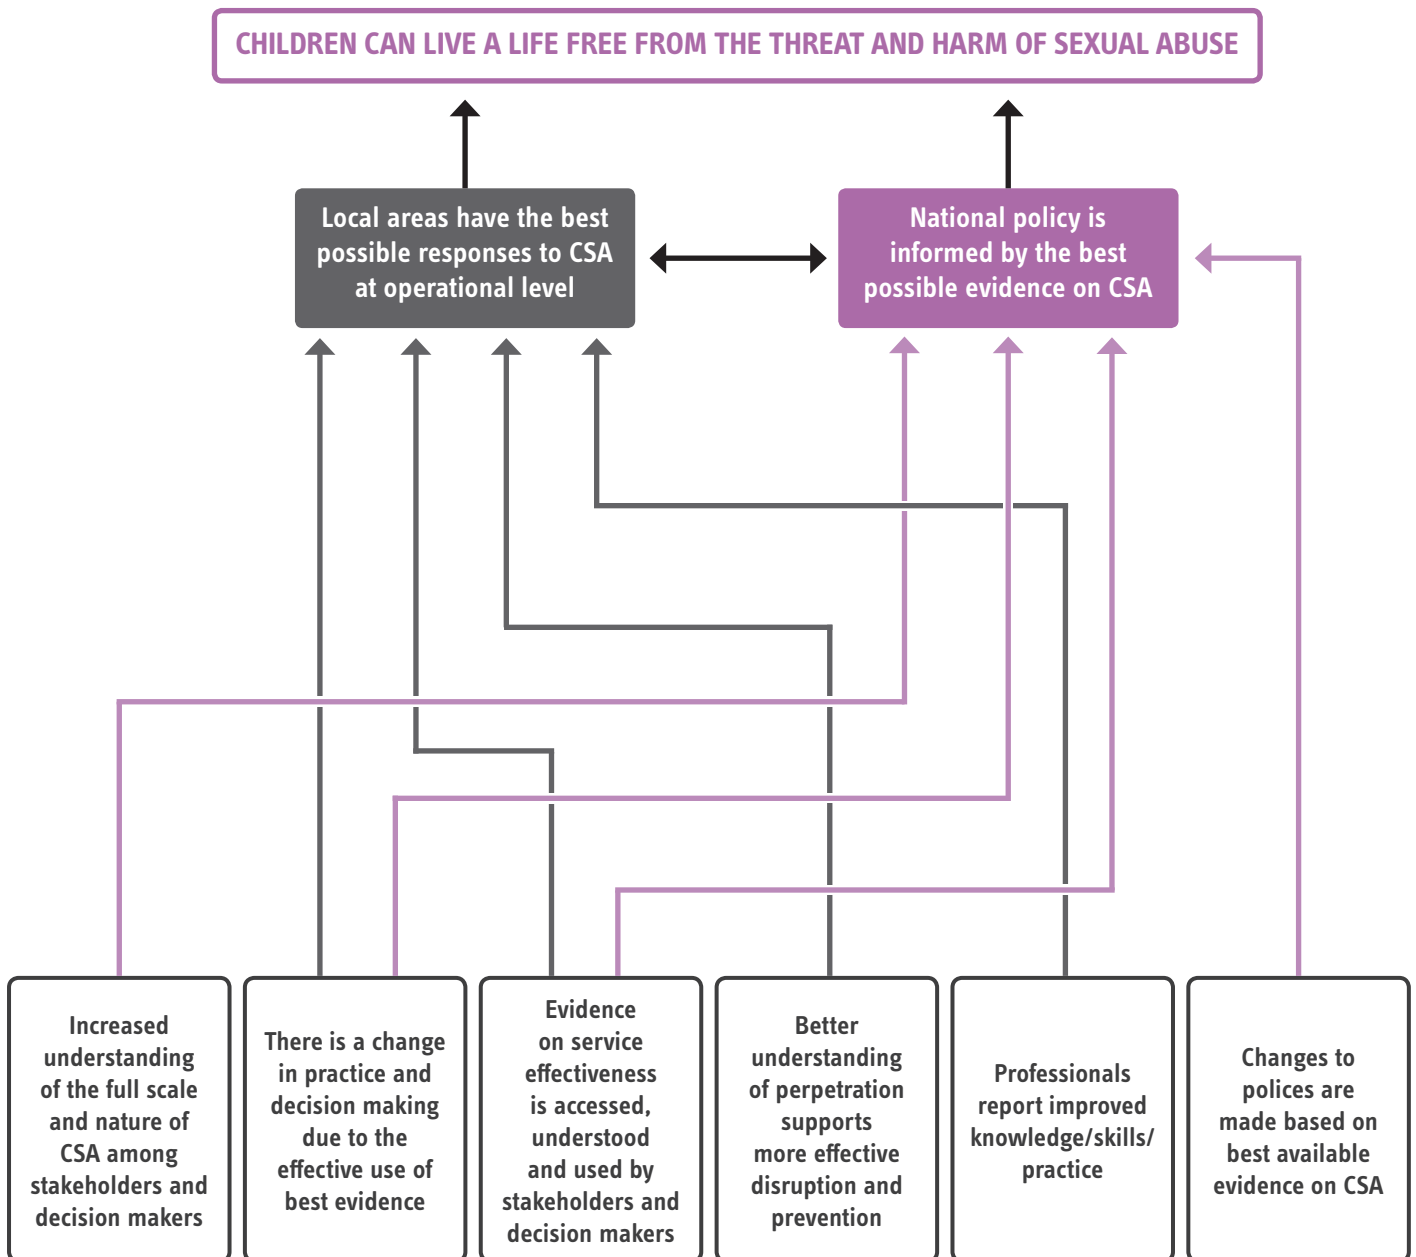 CHILDREN CAN LIVE A LIFE FREE FROM THE THREAT AND HARM OF SEXUAL ABUSE
Local areas have the best
possible responses to CSA
at operational level
National policy is
informed by the best
possible evidence on CSA
Increased
understanding
of the full scale
and nature of
CSA among
stakeholders and
decision makers
There is a change
in practice and
decision making
due to the
effective use of
best evidence
Evidence
on service
effectiveness
is accessed,
understood
and used by
stakeholders and
decision makers
Better
understanding
of perpetration
supports
more effective
disruption and
prevention
Professionals
report improved
knowledge/skills/
practice
Changes to
polices are
made based on
best available
evidence on CSA